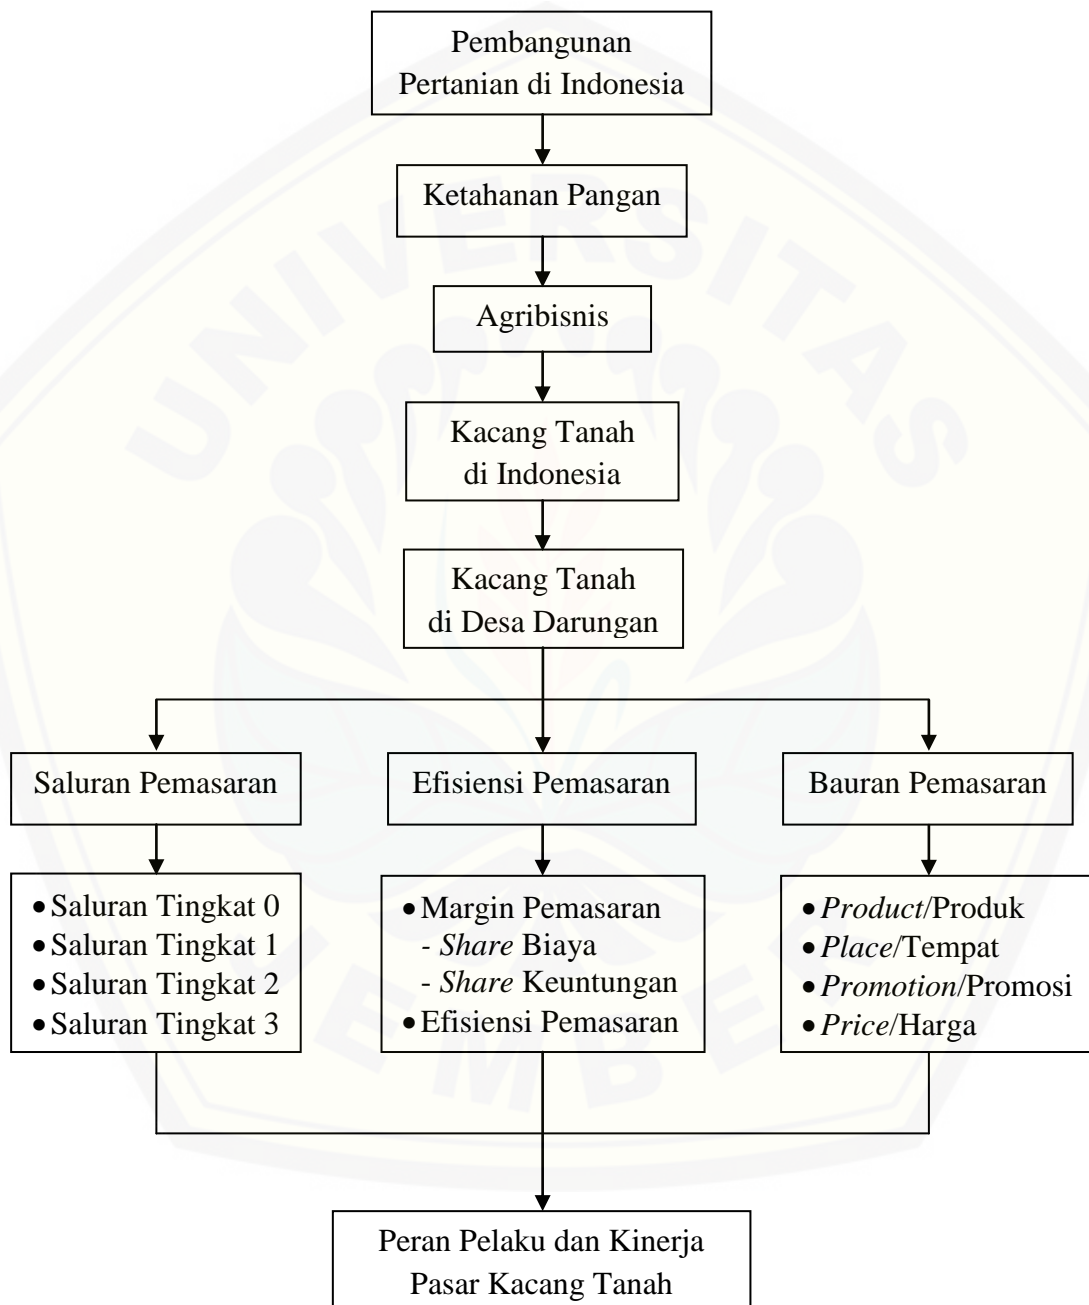 Pembangunan
Pertanian di Indonesia
Ketahanan Pangan
Agribisnis
Kacang Tanah
di Indonesia
Kacang Tanah
di Desa Darungan
Saluran Pemasaran
Efisiensi Pemasaran
Bauran Pemasaran
•Saluran Tingkat 0
•Saluran Tingkat 1
•Saluran Tingkat 2
•Saluran Tingkat 3
•Margin Pemasaran
- Share Biaya
- Share Keuntungan
•Efisiensi Pemasaran
•Product/Produk
•Place/Tempat
•Promotion/Promosi
•Price/Harga
Peran Pelaku dan Kinerja
Pasar Kacang Tanah
UNIVERSITAS
JEMBER